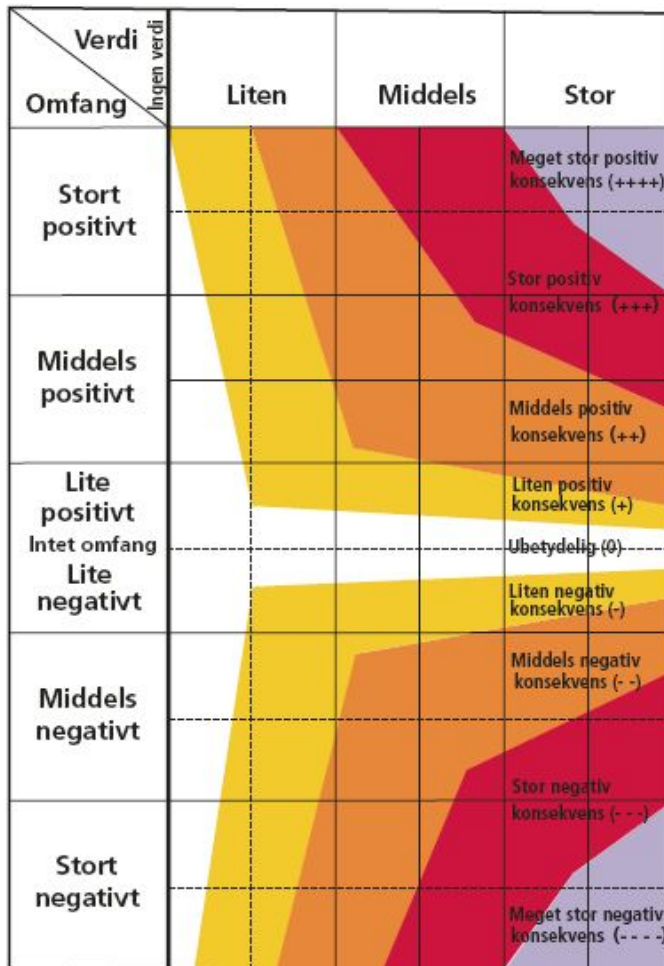 Verdi
Omfang
Ingen verdi
Liten
Middels
Stor
Stort
positivt
Meget stor positiv
konsekvens (++++)
Stor positiv
konsekvens (+++)
Middels
positivt
Middels positiv
konsekvens (++)
Lite
positivt
Liten positiv
konsekvens (+)
Intet omfang
Ubetydelig (0)
Lite
negativt
Liten negativ
konsekvens (-)
Middels
negativt
Middels negativ
konsekvens (- -)
Stor negativ
konsekvens (- - -)
Stort
negativt
Meget stor negativ
konsekvens (- - - -)